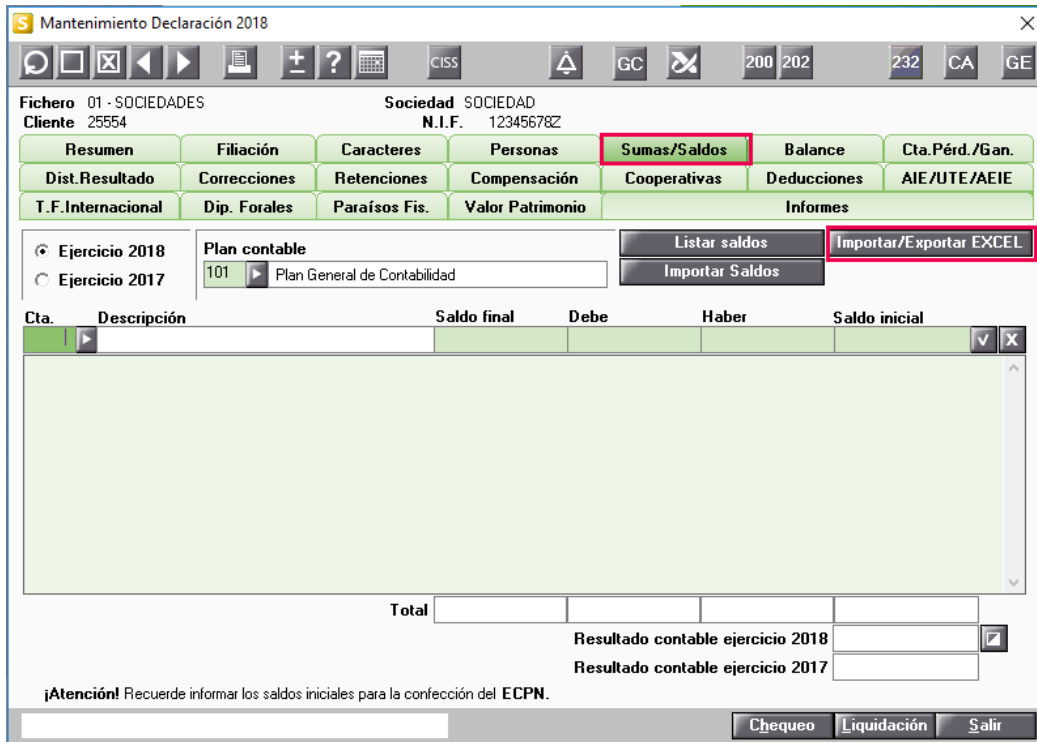 S Mantenimiento Declaración 2018
± ? CISS GC 200 202 232 CA GE
Fichero 01 - SOCIEDADES Sociedad SOCIEDAD
Cliente 25554 N.I.F. 12345678Z
Resumen Filiación Caracteres Personas Sumas/Saldos Balance Cta.Pérd./Gan.
Dist.Resultado Correcciones Retenciones Compensación Cooperativas Deducciones AIE/UTE/AEIE
T.F.Internacional Dip. Forales Paraísos Fis. Valor Patrimonio Informes
Ejercicio 2018 Plan contable Listar saldos Importar/Exportar EXCEL
Ejercicio 2017 101 Plan General de Contabilidad Importar Saldos
Cta. Descripción Saldo final Debe Haber Saldo inicial
Total
Resultado contable ejercicio 2018
Resultado contable ejercicio 2017
¡Atención! Recuerde informar los saldos iniciales para la confección del ECPN.
Chequeo Liquidación Salir